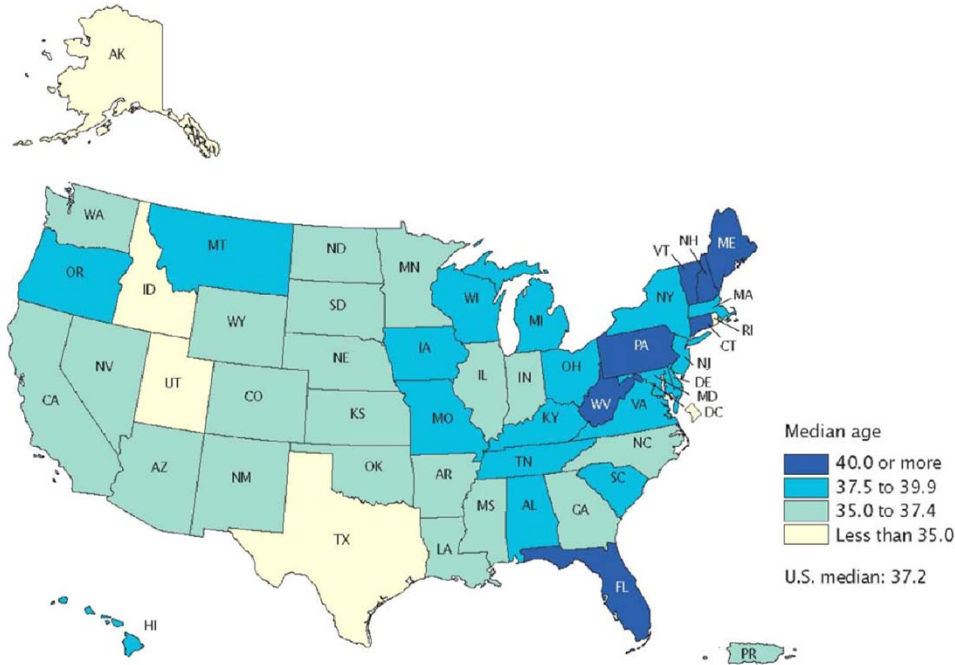 AK
WA
ME
NH
VT
MT
ND
MN
OR
ID
WI
NY
MA
SD
WY
MI
RI
CT
PA
IA
NE
NJ
NV
OH
DE
IL
IN
UT
MD
CO
CA
WV
VA
DC
KS
MO
KY
NC
Median age
TN
AZ
OK
40.0 or more
NM
AR
SC
37.5 to 39.9
MS
AL
GA
35.0 to 37.4
TX
LA
Less than 35.0
U.S. median: 37.2
FL
HI
PR